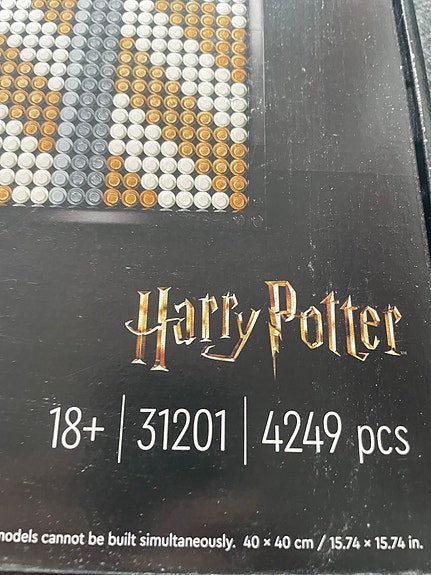 Harry Potter
18+ | 31201 | 4249 pcs
models cannot be built simultaneously. 40 × 40 cm / 15.74 × 15.74 in.